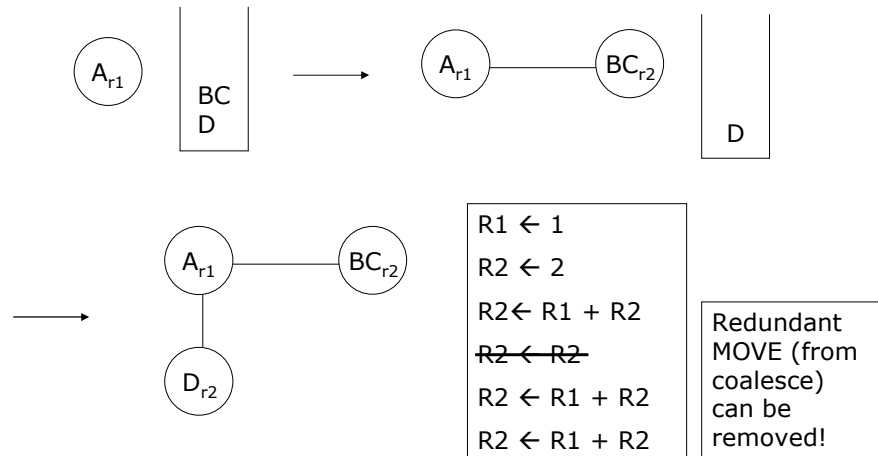 A r1
BC
D
A r1
BC r2
D
A r1
BC r2
D r2
R1 ← 1
R2 ← 2
R2← R1 + R2
R2 ← R2
R2 ← R1 + R2
R2 ← R1 + R2
Redundant
MOVE (from
coalesce)
can be
removed!